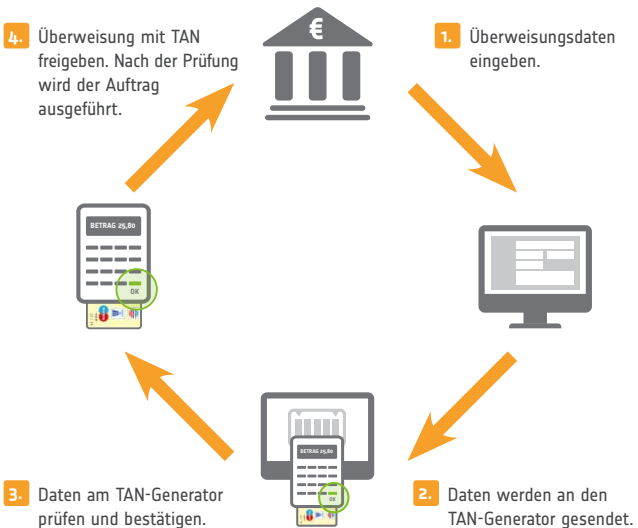 4. Überweisung mit TAN
freigeben. Nach der Prüfung
wird der Auftrag
ausgeführt.
€
1. Überweisungsdaten
eingeben.
BETRAG 25,80
OK
BETRAG 25,80
OK
3. Daten am TAN-Generator
prüfen und bestätigen.
2. Daten werden an den
TAN-Generator gesendet.